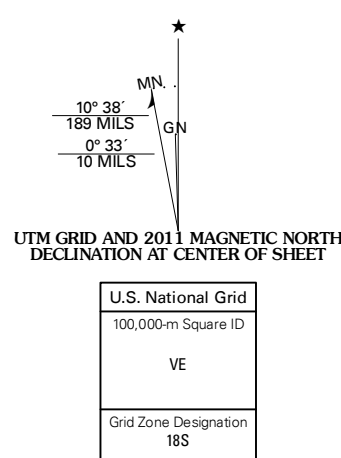 ★
MN
10° 38´
189 MILS
GN
0° 33´
10 MILS
UTM GRID AND 2011 MAGNETIC NORTH
DECLINATION AT CENTER OF SHEET
U.S. National Grid
100,000-m Square ID
VE
Grid Zone Designation
18S